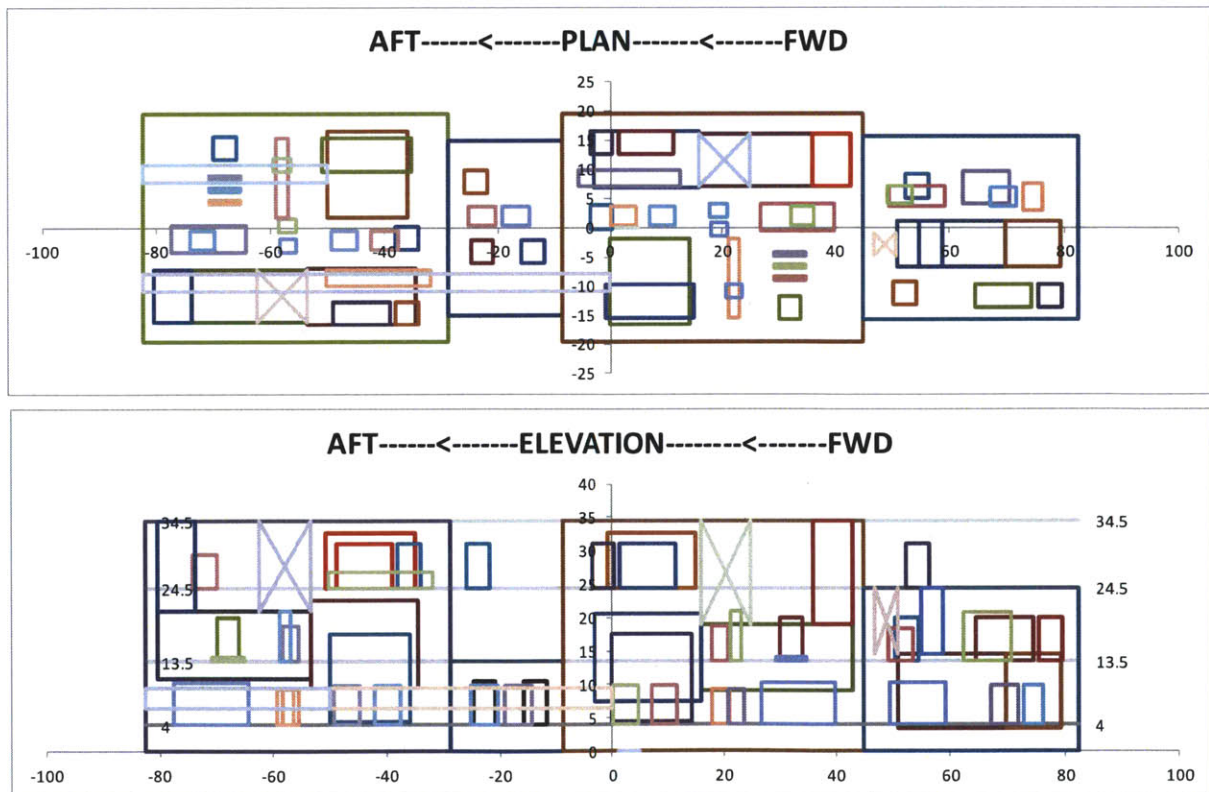 AFT------<-------PLAN-------<-------FWD
25
20
15
10
5
0
-100 -80 -60 -40 -20 0 20 40 60 80 100
-5
-10
-15
-20
-25
AFT------<-------ELEVATION--------<-------FWD
40
34.5 35 34.5
30
24.5 25 24.5
20
13.5 15 13.5
10
4 5 4
0
-100 -80 -60 -40 -20 0 20 40 60 80 100